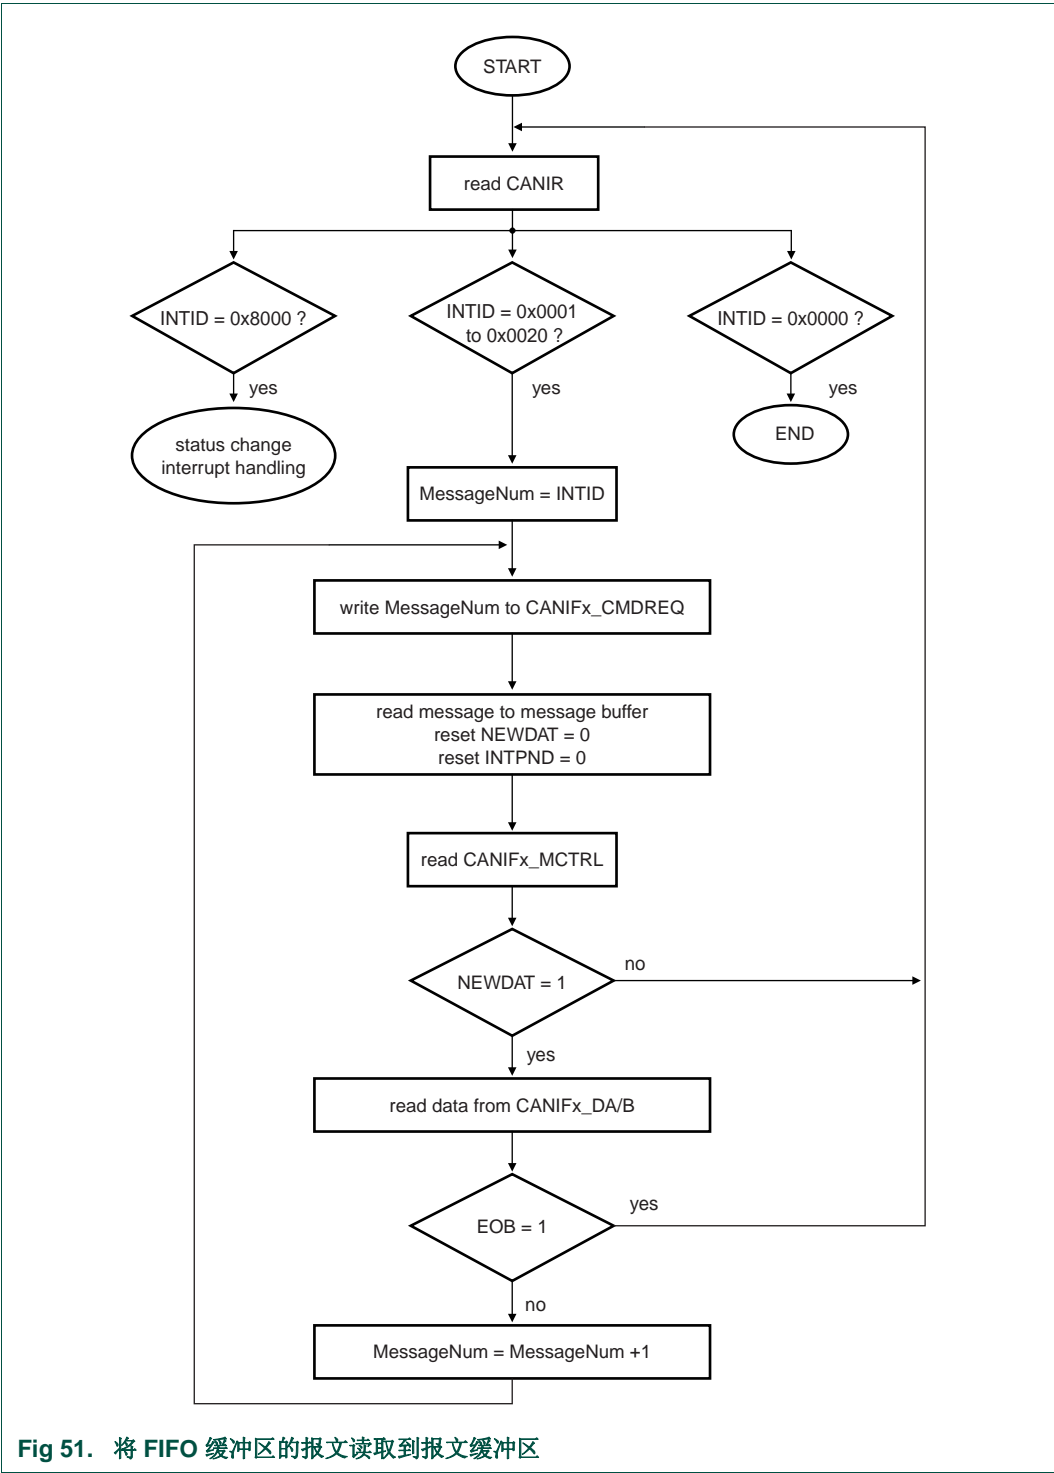 START
read CANIR
INTID = 0x8000 ?
INTID = 0x0001
to 0x0020 ?
INTID = 0x0000 ?
yes
yes
yes
status change
interrupt handling
END
MessageNum = INTID
write MessageNum to CANIFx_CMDREQ
read message to message buffer
reset NEWDAT = 0
reset INTPND = 0
read CANIFx_MCTRL
NEWDAT = 1
no
yes
read data from CANIFx_DA/B
EOB = 1
yes
no
MessageNum = MessageNum +1
Fig 51. 将 FIFO 缓冲区的报文读取到报文缓冲区